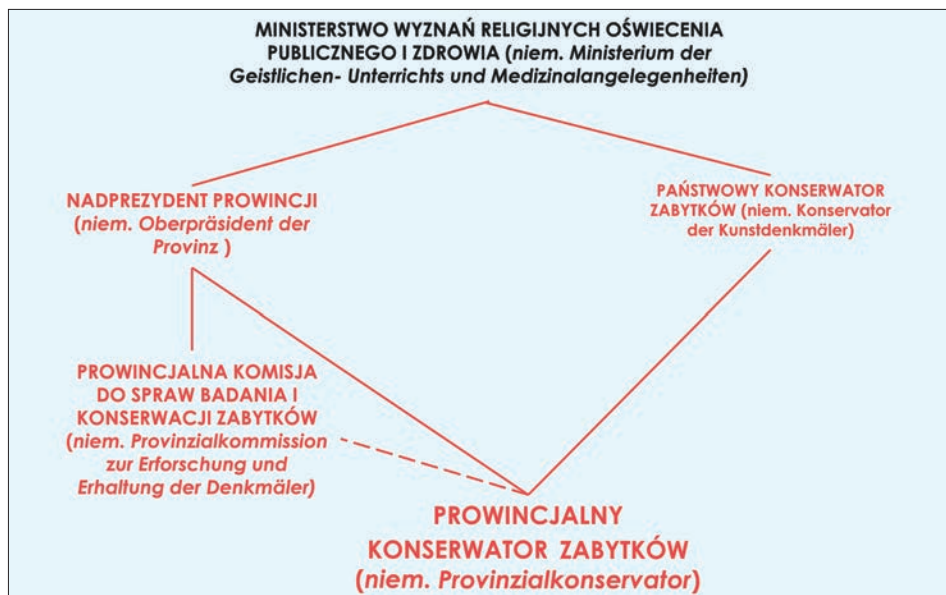 MINISTERSTWO WYZNAŃ RELIGIJNYCH OŚWIECENIA
PUBLICZNEGO I ZDROWIA (niem. Ministerium der
Geistlichen- Unterrichts und Medizinalangelegenheiten)
NADPREZYDENT PROWINCJI
(niem. Oberpräsident der
Provinz )
PAŃSTWOWY KONSERWATOR
ZABYTKÓW (niem. Konservator
der Kunstdenkmäler)
PROWINCJALNA KOMISJA
DO SPRAW BADANIA I
KONSERWACJI ZABYTKÓW
(niem. Provinzialkommission
zur Erforschung und
Erhaltung der Denkmäler)
PROWINCJALNY
KONSERWATOR ZABYTKÓW
(niem. Provinzialkonservator)